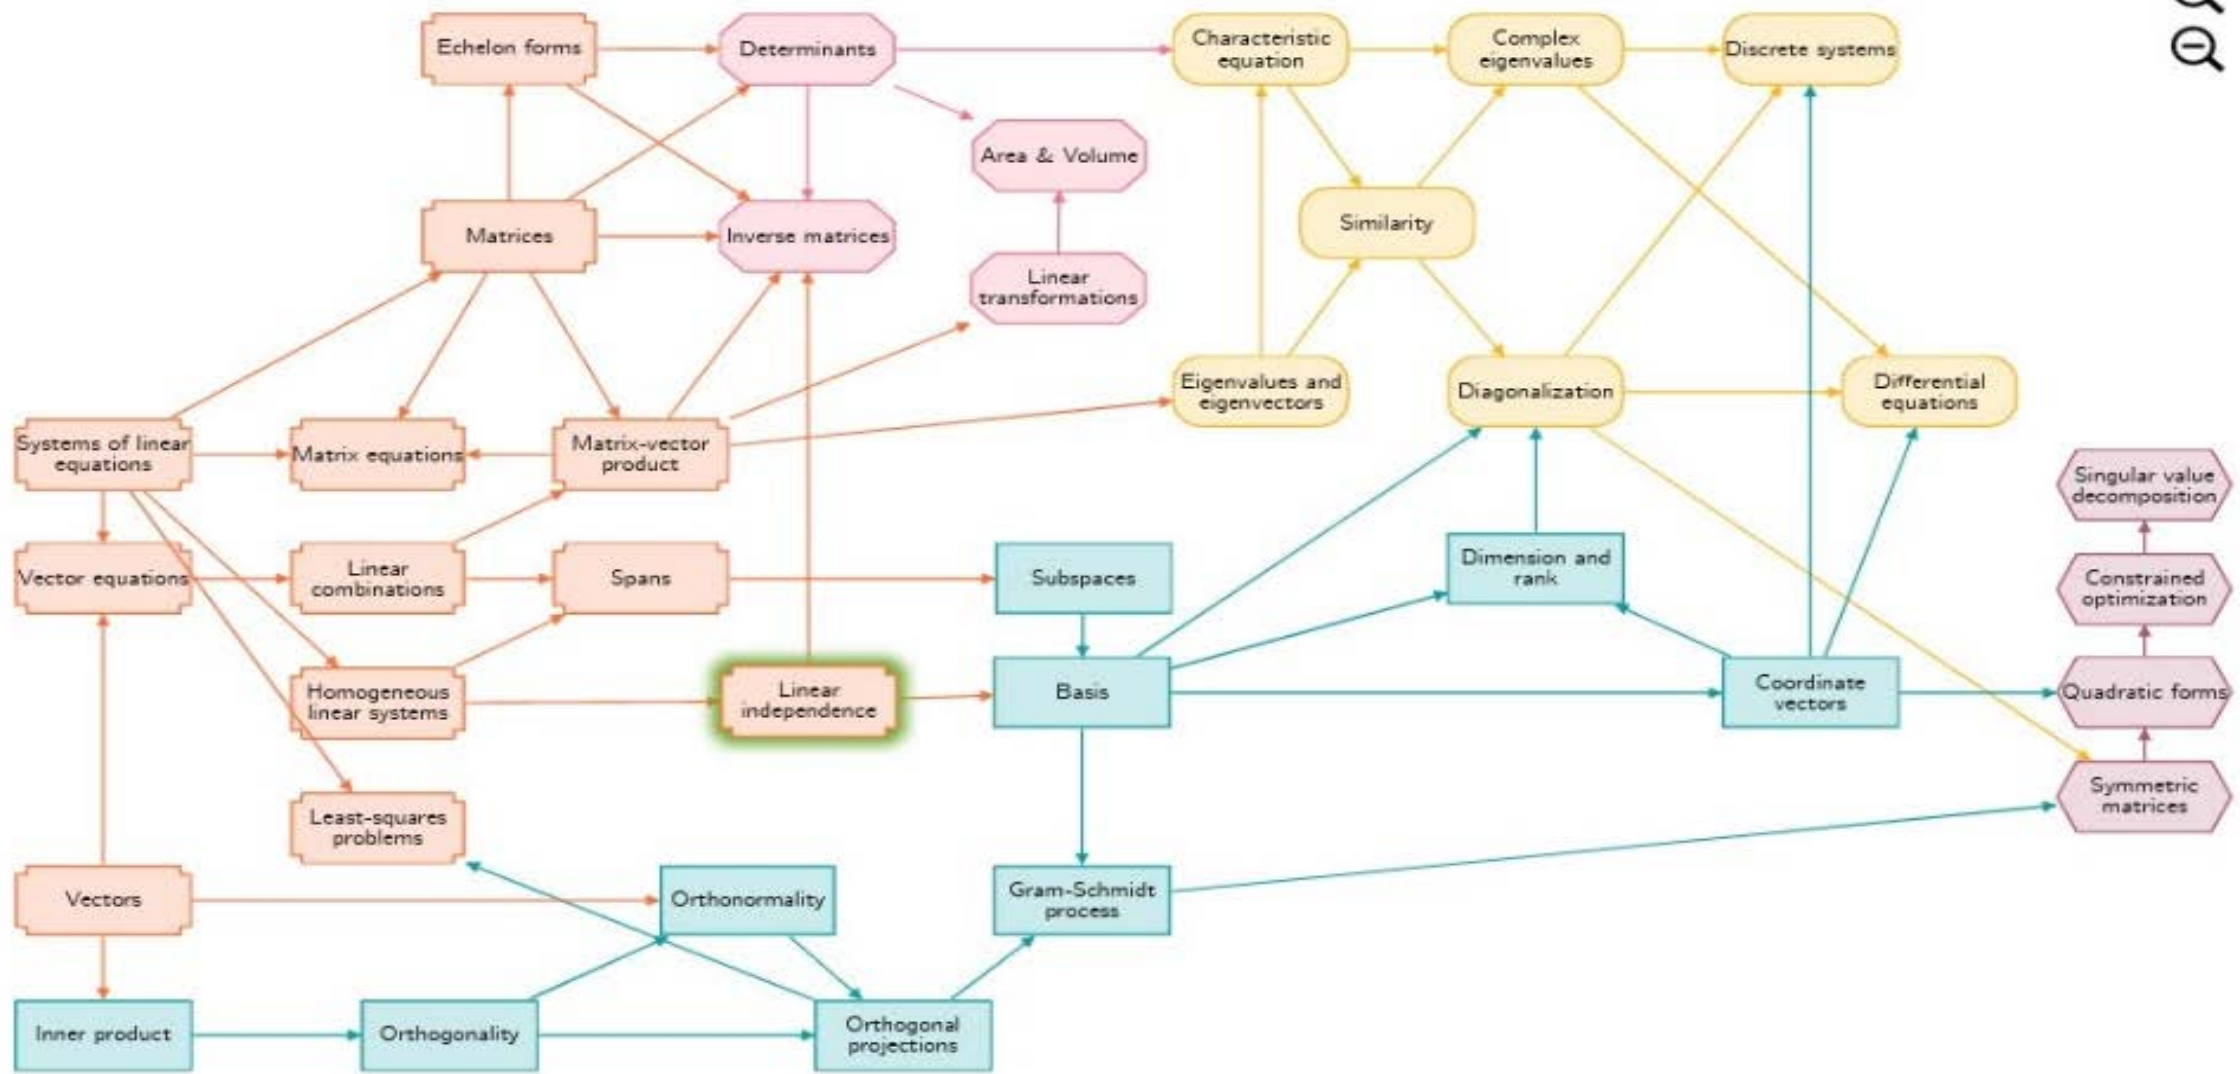 Echelon forms
Determinants
Characteristic
equation
Complex
eigenvalues
Discrete systems
Area & Volume
Matrices
Inverse matrices
Similarity
Linear
transformations
Systems of linear
equations
Matrix equations
Matrix-vector
product
Eigenvalues and
eigenvectors
Diagonalization
Differential
equations
Singular value
decomposition
Vector equations
Linear
combinations
Spans
Subspaces
Dimension and
rank
Constrained
optimization
Homogeneous
linear systems
Linear
independence
Basis
Coordinate
vectors
Quadratic forms
Least-squares
problems
Symmetric
matrices
Vectors
Orthonormality
Gram-Schmidt
process
Inner product
Orthogonality
Orthogonal
projections